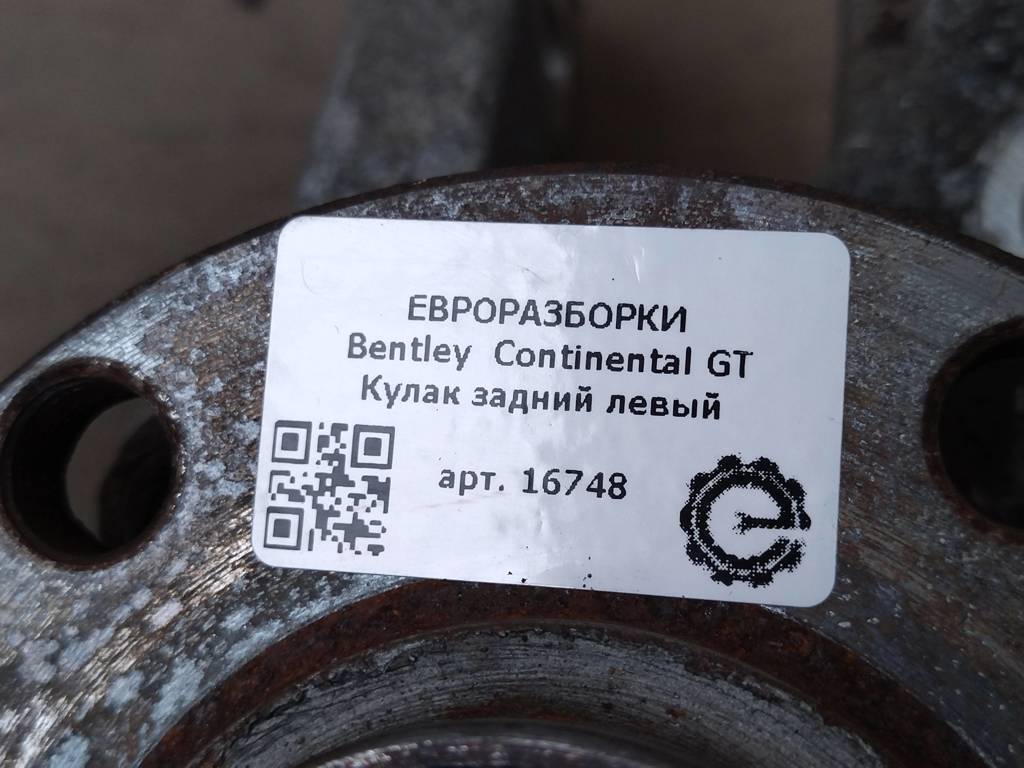 ЕВРОРАЗБОРКИ
Bentley Continental GT
Кулак задний левый
арт. 16748